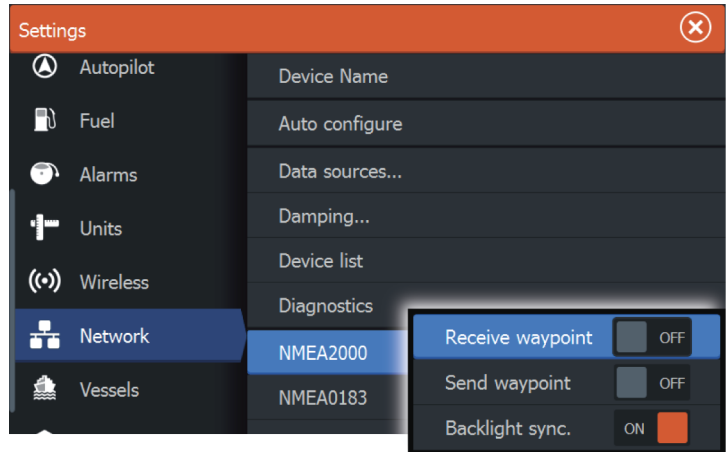 Settings
Autopilot
Fuel
Alarms
Units
Wireless
Network
Vessels
Device Name
Auto configure
Data sources...
Damping...
Device list
Diagnostics
NMEA2000
NMEA0183
Receive waypoint OFF
Send waypoint OFF
Backlight sync. ON